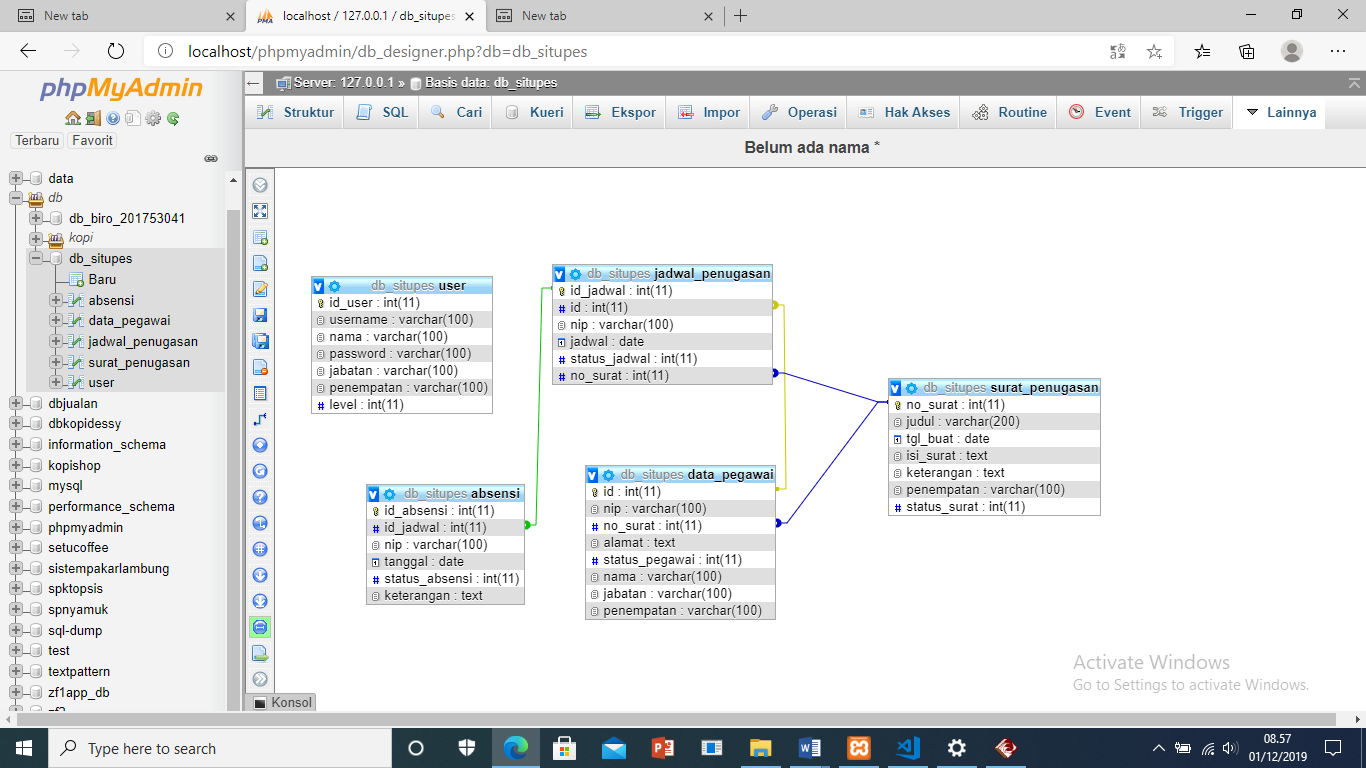 New tab
localhost / 127.0.0.1 / db_situpes
New tab
localhost/phpmyadmin/db_designer.php?db=db_situpes
phpMyAdmin
Terbaru Favorit
data
db
db_biro_201753041
kopi
db_situpes
Baru
absensi
data_pegawai
jadwal_penugasan
surat_penugasan
user
dbjualan
dbkopidessy
information_schema
kopishop
mysql
performance_schema
phpmyadmin
setucoffee
sistempakarlambung
spktopsis
spnyamuk
sql-dump
test
textpattern
zf1app_db
Server: 127.0.0.1 » Basis data: db_situpes
Struktur SQL Cari Kueri Ekspor Impor Operasi Hak Akses Routine Event Trigger Lainnya
Belum ada nama *
db_situpes user
id_user : int(11)
username : varchar(100)
nama : varchar(100)
password : varchar(100)
jabatan : varchar(100)
penempatan : varchar(100)
level : int(11)
db_situpes jadwal_penugasan
id_jadwal : int(11)
id : int(11)
nip : varchar(100)
jadwal : date
status_jadwal : int(11)
no_surat : int(11)
db_situpes surat_penugasan
no_surat : int(11)
judul : varchar(200)
tgl_buat : date
isi_surat : text
keterangan : text
penempatan : varchar(100)
status_surat : int(11)
db_situpes absensi
id_absensi : int(11)
id_jadwal : int(11)
nip : varchar(100)
tanggal : date
status_absensi : int(11)
keterangan : text
db_situpes data_pegawai
id : int(11)
nip : varchar(100)
no_surat : int(11)
alamat : text
status_pegawai : int(11)
nama : varchar(100)
jabatan : varchar(100)
penempatan : varchar(100)
Activate Windows
Go to Settings to activate Windows.
Konsol
Type here to search
08.57
01/12/2019